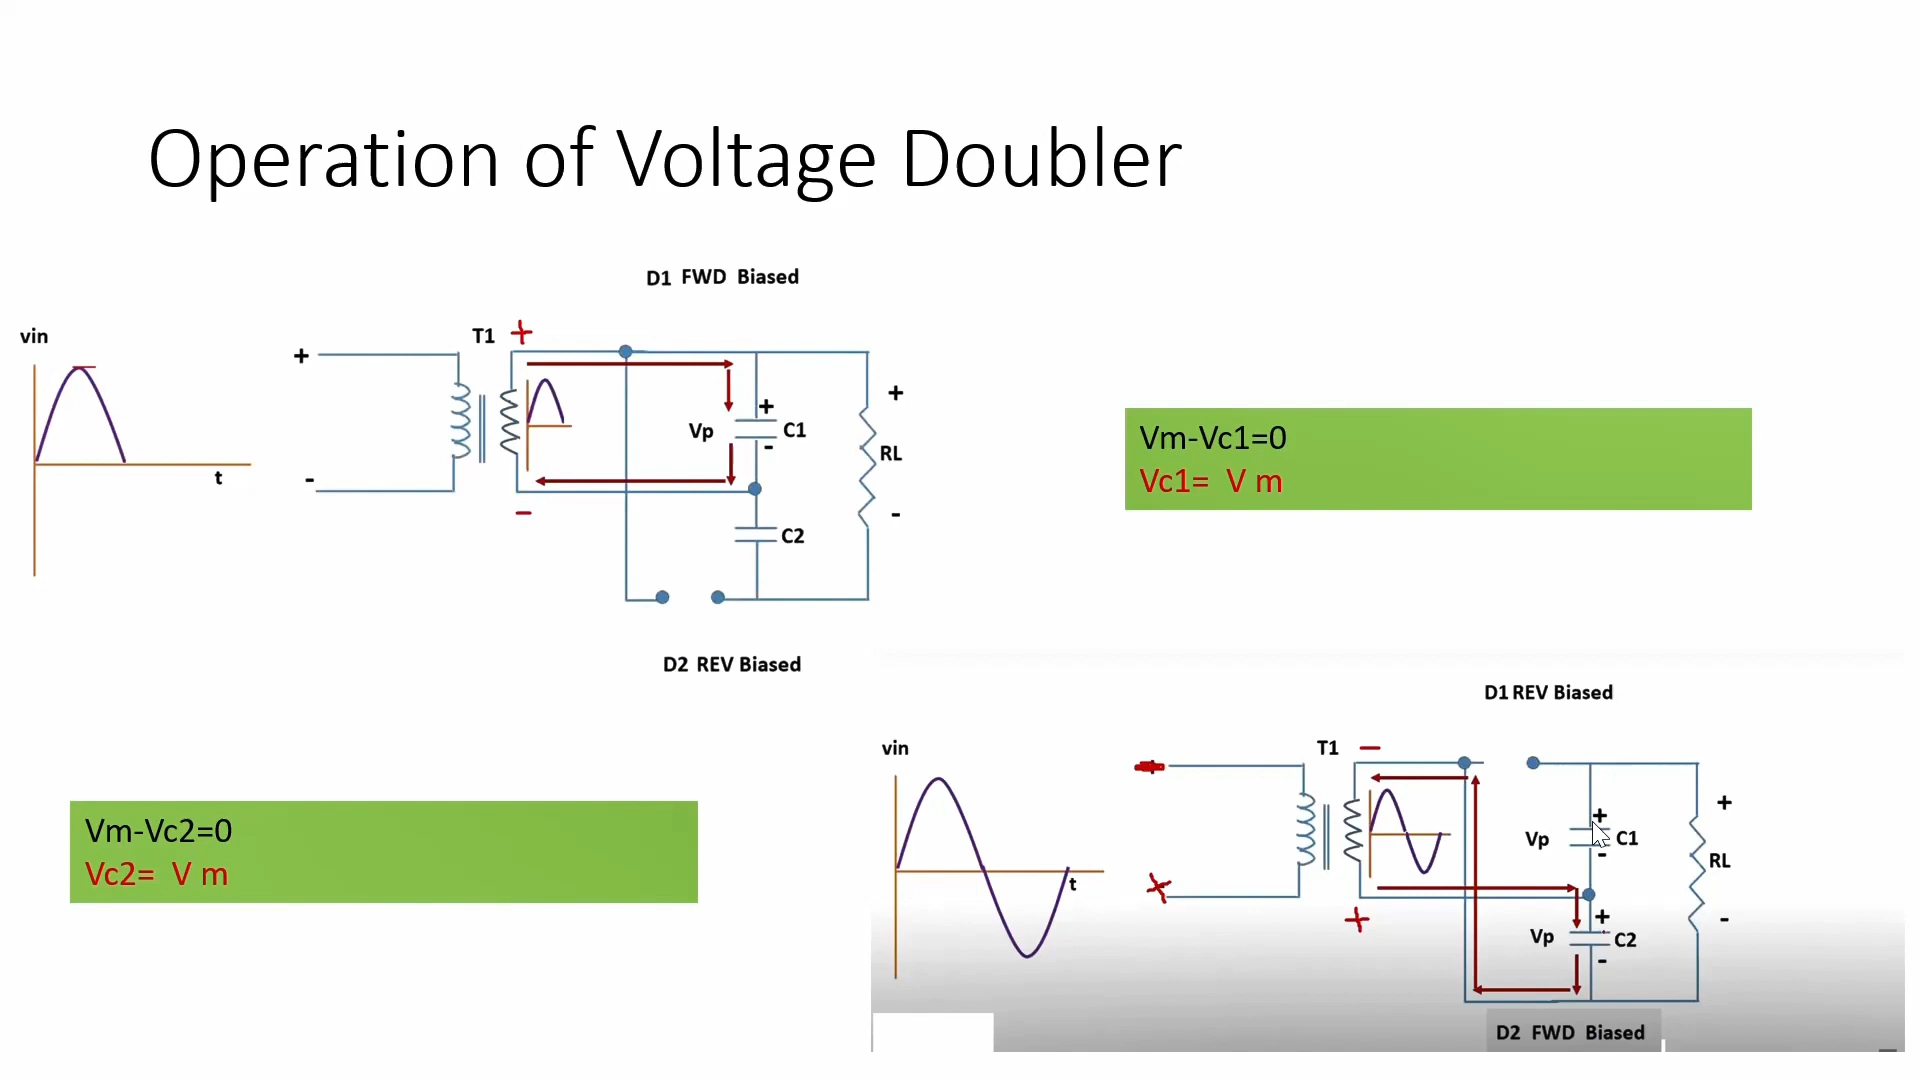 Operation of Voltage Doubler
D1 FWD Biased
vin
T1
+
+
-
t
-
Vp
+
-
C1
C2
+
RL
-
D2 REV Biased
Vm-Vc1=0
Vc1= V m
Vm-Vc2=0
Vc2= V m
D1 REV Biased
vin
t
T1
-
+
Vp
+
-
C1
Vp
+
-
C2
+
RL
-
D2 FWD Biased